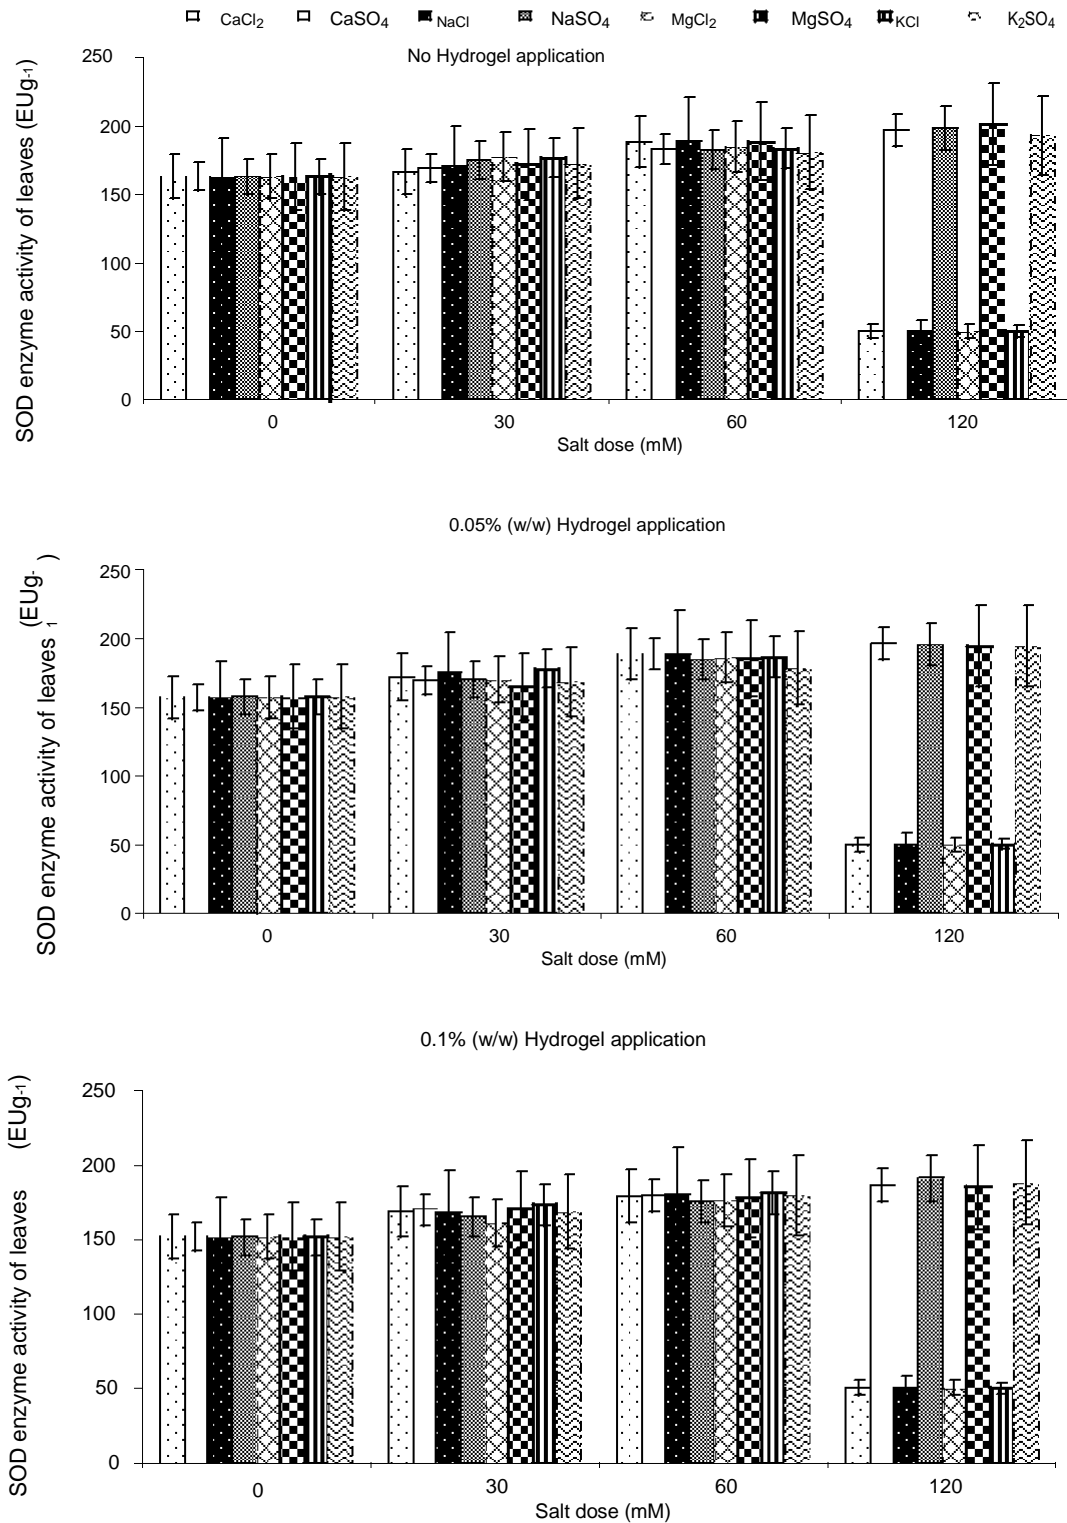 CaCl2 CaSO4 NaCl NaSO4 MgCl2 MgSO4 KCl K2SO4
No Hydrogel application
SOD enzyme activity of leaves (EUg-1)
250
200
150
100
50
0
0 30 60 120
Salt dose (mM)
0.05% (w/w) Hydrogel application
SOD enzyme activity of leaves (EUg-1)
250
200
150
100
50
0
0 30 60 120
Salt dose (mM)
0.1% (w/w) Hydrogel application
SOD enzyme activity of leaves (EUg-1)
250
200
150
100
50
0
0 30 60 120
Salt dose (mM)